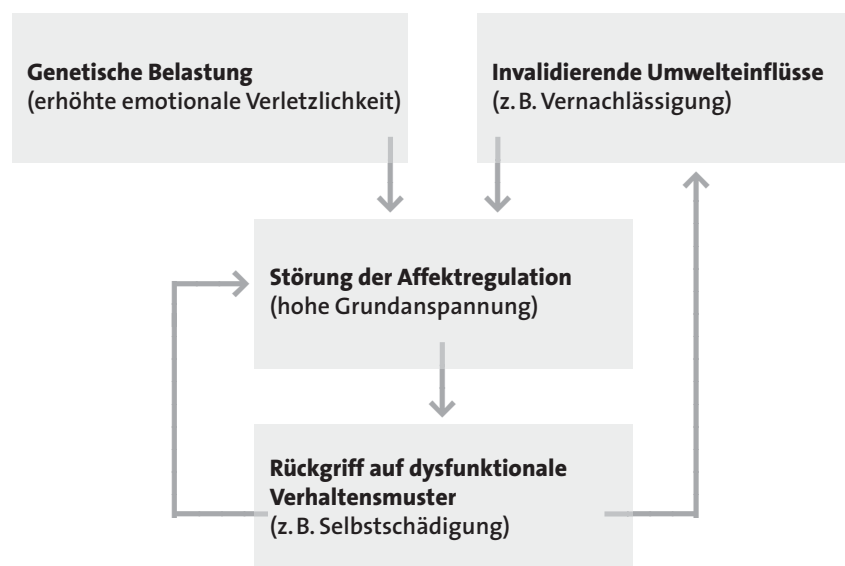 Genetische Belastung
(erhöhte emotionale Verletzlichkeit)
Invalidierende Umwelteinflüsse
(z. B. Vernachlässigung)
Störung der Affektregulation
(hohe Grundanspannung)
Rückgriff auf dysfunktionale
Verhaltensmuster
(z. B. Selbstschädigung)